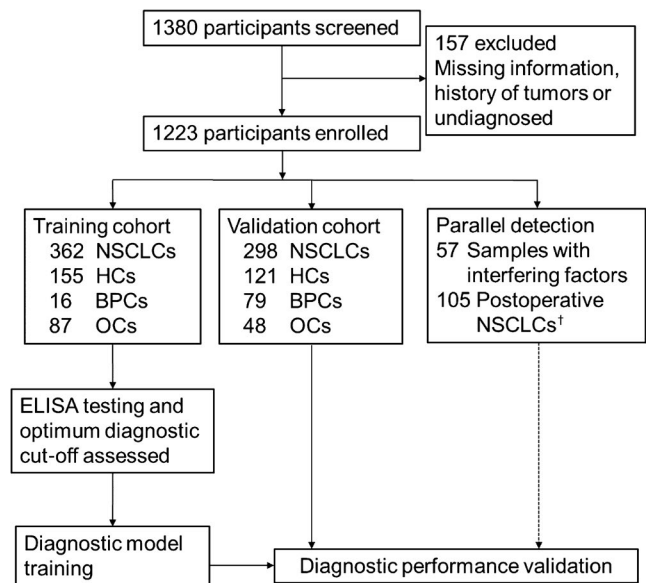 1380 participants screened
157 excluded
Missing information,
history of tumors or
undiagnosed
1223 participants enrolled
Training cohort
362 NSCLCs
155 HCs
16 BPCs
87 OCs
Validation cohort
298 NSCLCs
121 HCs
79 BPCs
48 OCs
Parallel detection
57 Samples with
interfering factors
105 Postoperative
NSCLCs†
ELISA testing and
optimum diagnostic
cut-off assessed
Diagnostic model
training
Diagnostic performance validation